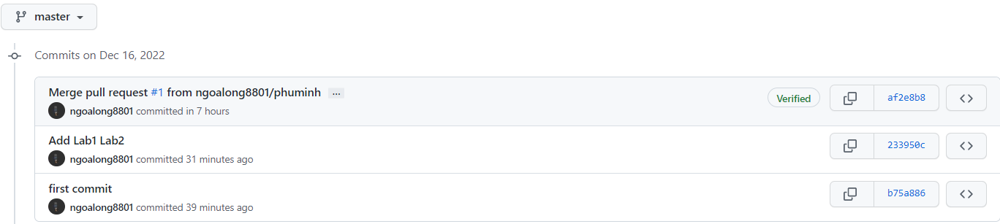 master
Commits on Dec 16, 2022
Merge pull request #1 from ngoalong8801/phuminh ...
ngoalong8801 committed in 7 hours
Verified
af2e8b8
Add Lab1 Lab2
ngoalong8801 committed 31 minutes ago
233950c
first commit
ngoalong8801 committed 39 minutes ago
b75a886